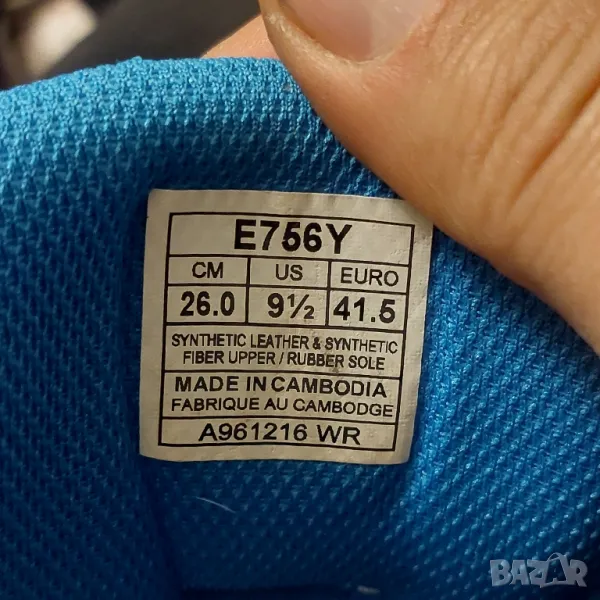 E756Y
CM US EURO
26.0 9½ 41.5
SYNTHETIC LEATHER & SYNTHETIC
FIBER UPPER / RUBBER SOLE
MADE IN CAMBODIA
FABRIQUE AU CAMBODGE
A961216 WR
BAZAR